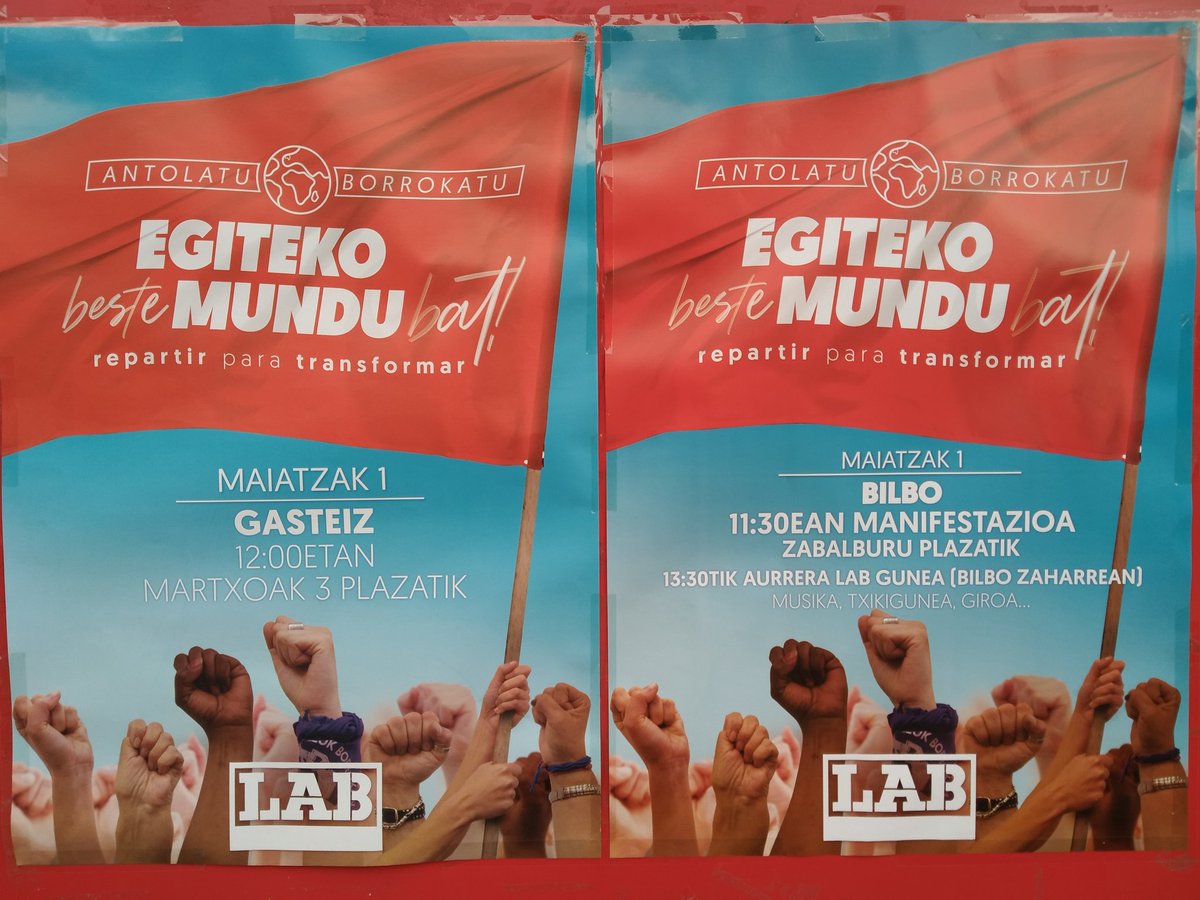 ANTOLATU BORROKATU
EGITEKO
beste MUNDU bat!
repartir para transformar
MAIATZAK 1
GASTEIZ
12:00ETAN
MARTXOAK 3 PLAZATIK
LAB
ANTOLATU BORROKATU
EGITEKO
beste MUNDU bat!
repartir para transformar
MAIATZAK 1
BILBO
11:30EAN MANIFESTAZIOA
ZABALBURU PLAZATIK
13:30TIK AURRERA LAB GUNEA (BILBO ZAHARREAN)
MUSIKA, TXIKIGUNEA, GIROA...
LAB